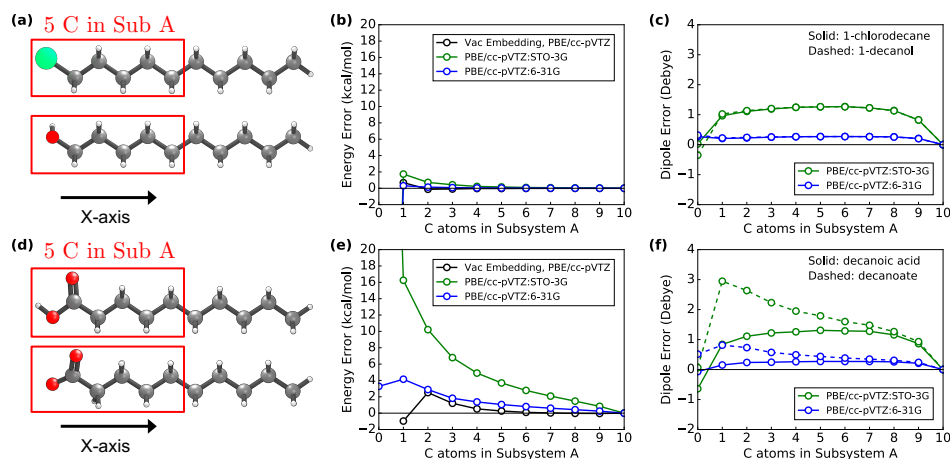 (a)
5 C in Sub A
X-axis
(b)
Energy Error (kcal/mol)
20
18
16
14
12
10
8
6
4
2
0
−2
Vac Embedding, PBE/cc-pVTZ
PBE/cc-pVTZ:STO-3G
PBE/cc-pVTZ:6-31G
0 1 2 3 4 5 6 7 8 9 10
C atoms in Subsystem A
(c)
Dipole Error (Debye)
4
3
2
1
0
−1
−2
Solid: 1-chlorodecane
Dashed: 1-decanol
PBE/cc-pVTZ:STO-3G
PBE/cc-pVTZ:6-31G
0 1 2 3 4 5 6 7 8 9 10
C atoms in Subsystem A
(d)
5 C in Sub A
X-axis
(e)
Energy Error (kcal/mol)
20
18
16
14
12
10
8
6
4
2
0
−2
Vac Embedding, PBE/cc-pVTZ
PBE/cc-pVTZ:STO-3G
PBE/cc-pVTZ:6-31G
0 1 2 3 4 5 6 7 8 9 10
C atoms in Subsystem A
(f)
Dipole Error (Debye)
4
3
2
1
0
−1
−2
Solid: decanoic acid
Dashed: decanoate
PBE/cc-pVTZ:STO-3G
PBE/cc-pVTZ:6-31G
0 1 2 3 4 5 6 7 8 9 10
C atoms in Subsystem A